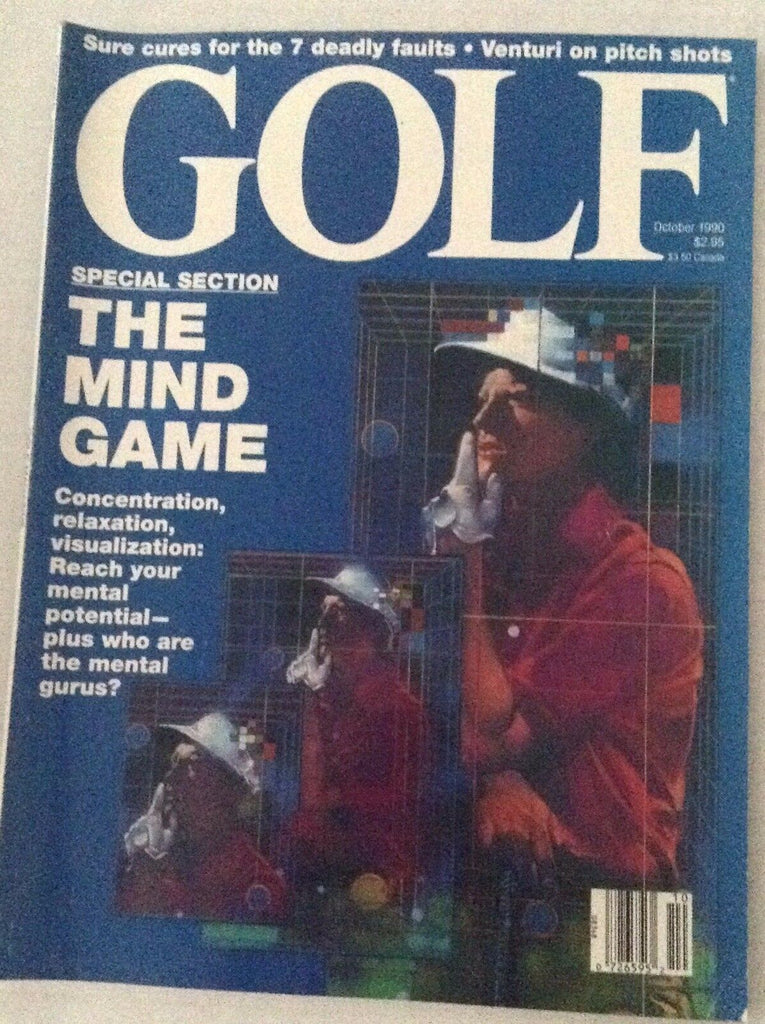 Sure cures for the 7 deadly faults • Venturi on pitch shots
GOLF
October 1990
$2.95
$3.50 Canada
SPECIAL SECTION
THE
MIND
GAME
Concentration,
relaxation,
visualization:
Reach your
mental
potential—
plus who are
the mental
gurus?
10